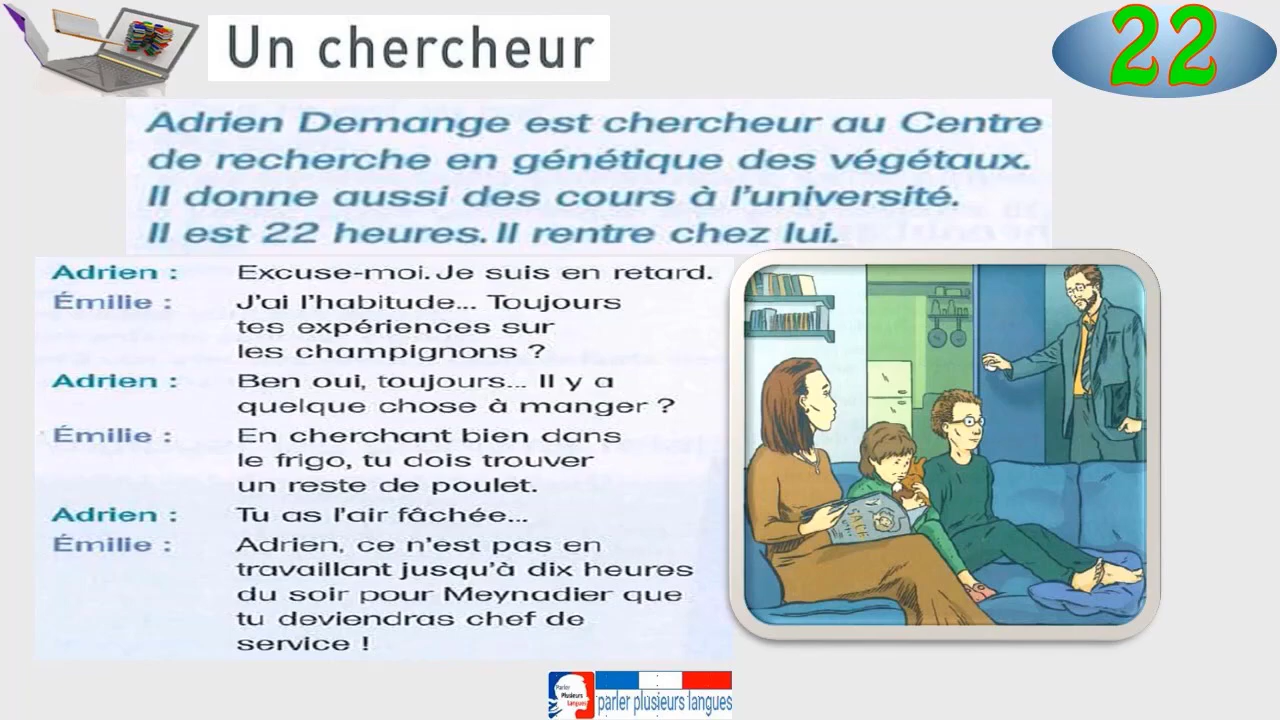 Un chercheur
22
Adrien Demange est chercheur au Centre
de recherche en génétique des végétaux.
Il donne aussi des cours à l'université.
Il est 22 heures. Il rentre chez lui.
Adrien : Excuse-moi. Je suis en retard.
Émilie : J'ai l'habitude... Toujours
tes expériences sur
les champignons ?
Adrien : Ben oui, toujours... Il y a
quelque chose à manger ?
Émilie : En cherchant bien dans
le frigo, tu dois trouver
un reste de poulet.
Adrien : Tu as l'air fâchée...
Émilie : Adrien, ce n'est pas en
travaillant jusqu'à dix heures
du soir pour Meynadier que
tu deviendras chef de
service !
Parler
Plusieurs
langues
parler plusieurs langues